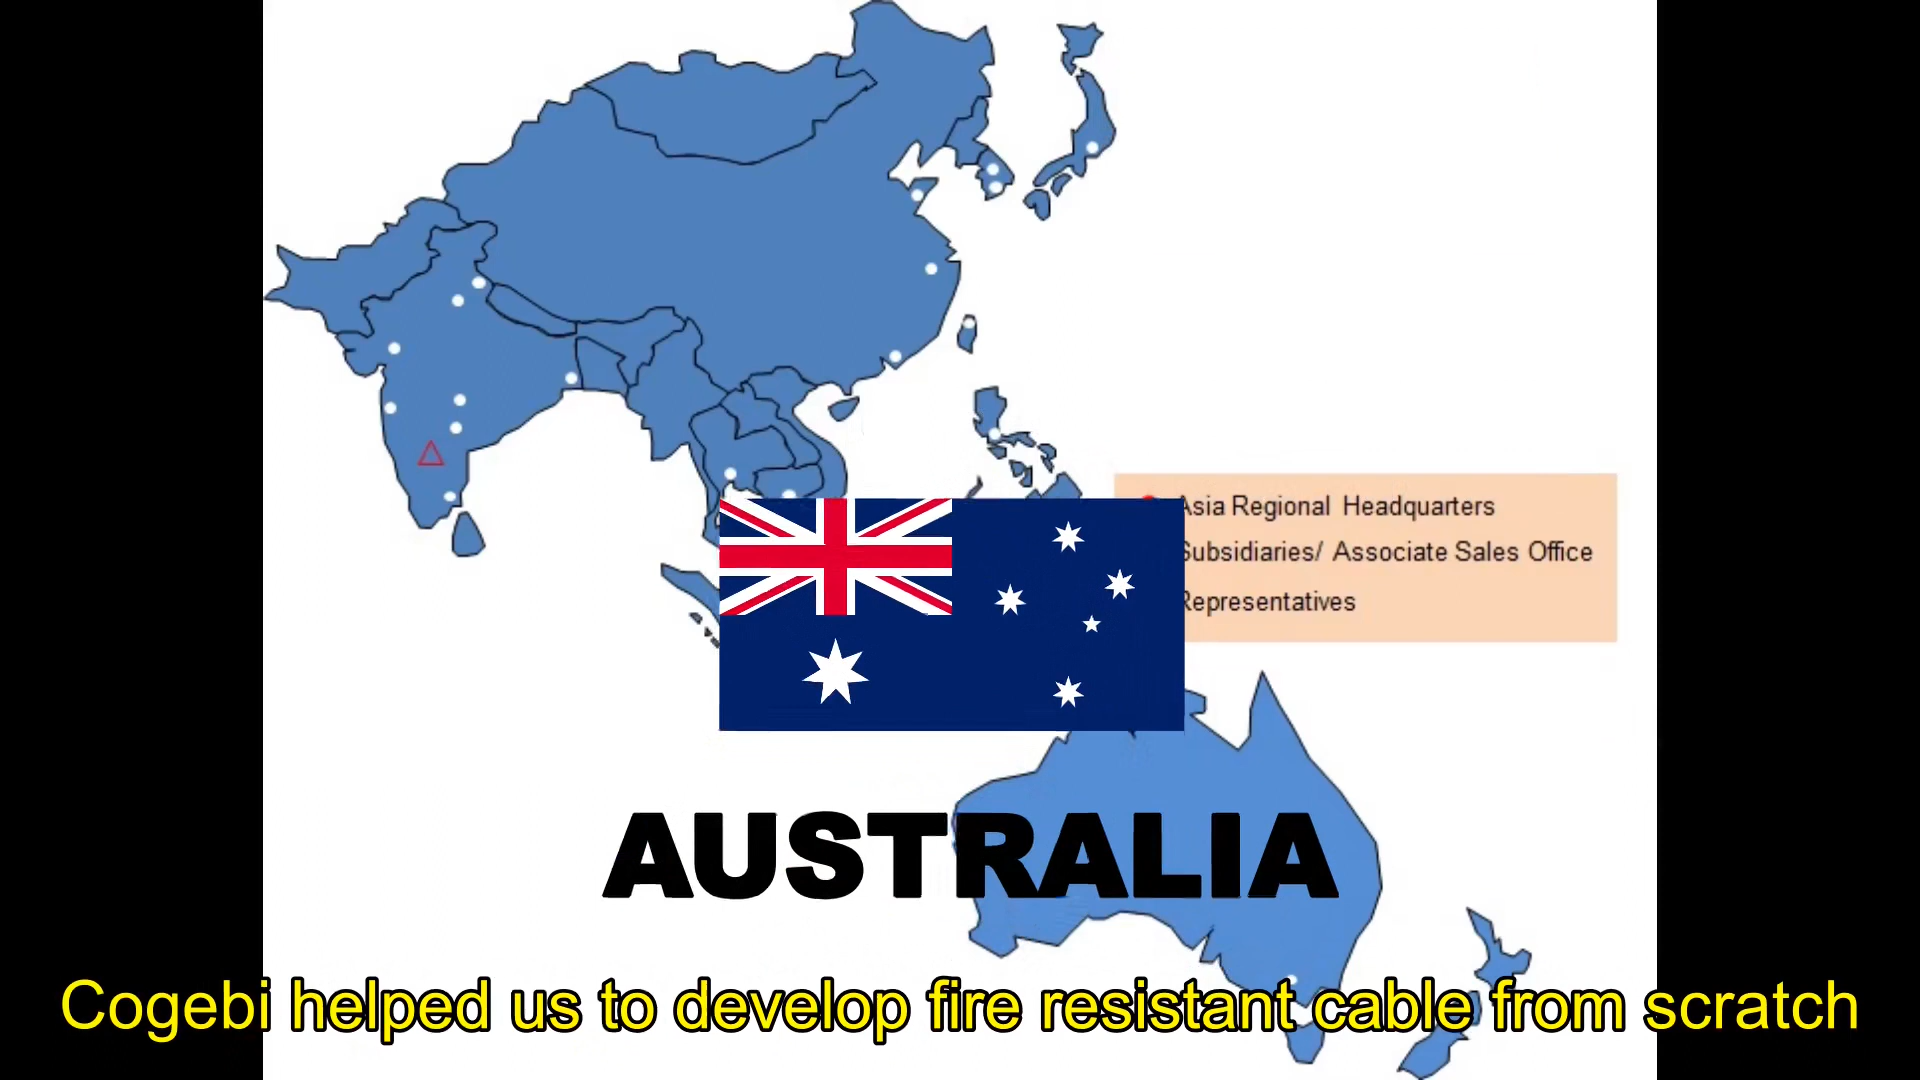 Asia Regional Headquarters
Subsidiaries/ Associate Sales Office
Representatives
AUSTRALIA
Cogebi helped us to develop fire resistant cable from scratch